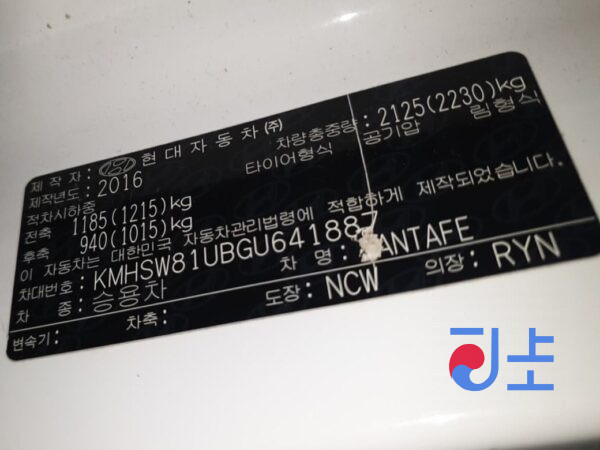 제 작 자 : 현 대 자 동 차 ㈜ 차량총중량 : 2125(2230)kg
제작년도 : 2016 타이어형식 공기압 림형식
적차시하중
전축 1185(1215)kg
후축 940(1015)kg
이 자동차는 대한민국 자동차관리법령에 적합하게 제작되었습니다.
차대번호 : KMHSW81UBGU641887
차 종 : 승용차 차 명 : SANTAFE
변속기 : 차축 : 도장 : NCW 의장 : RYN